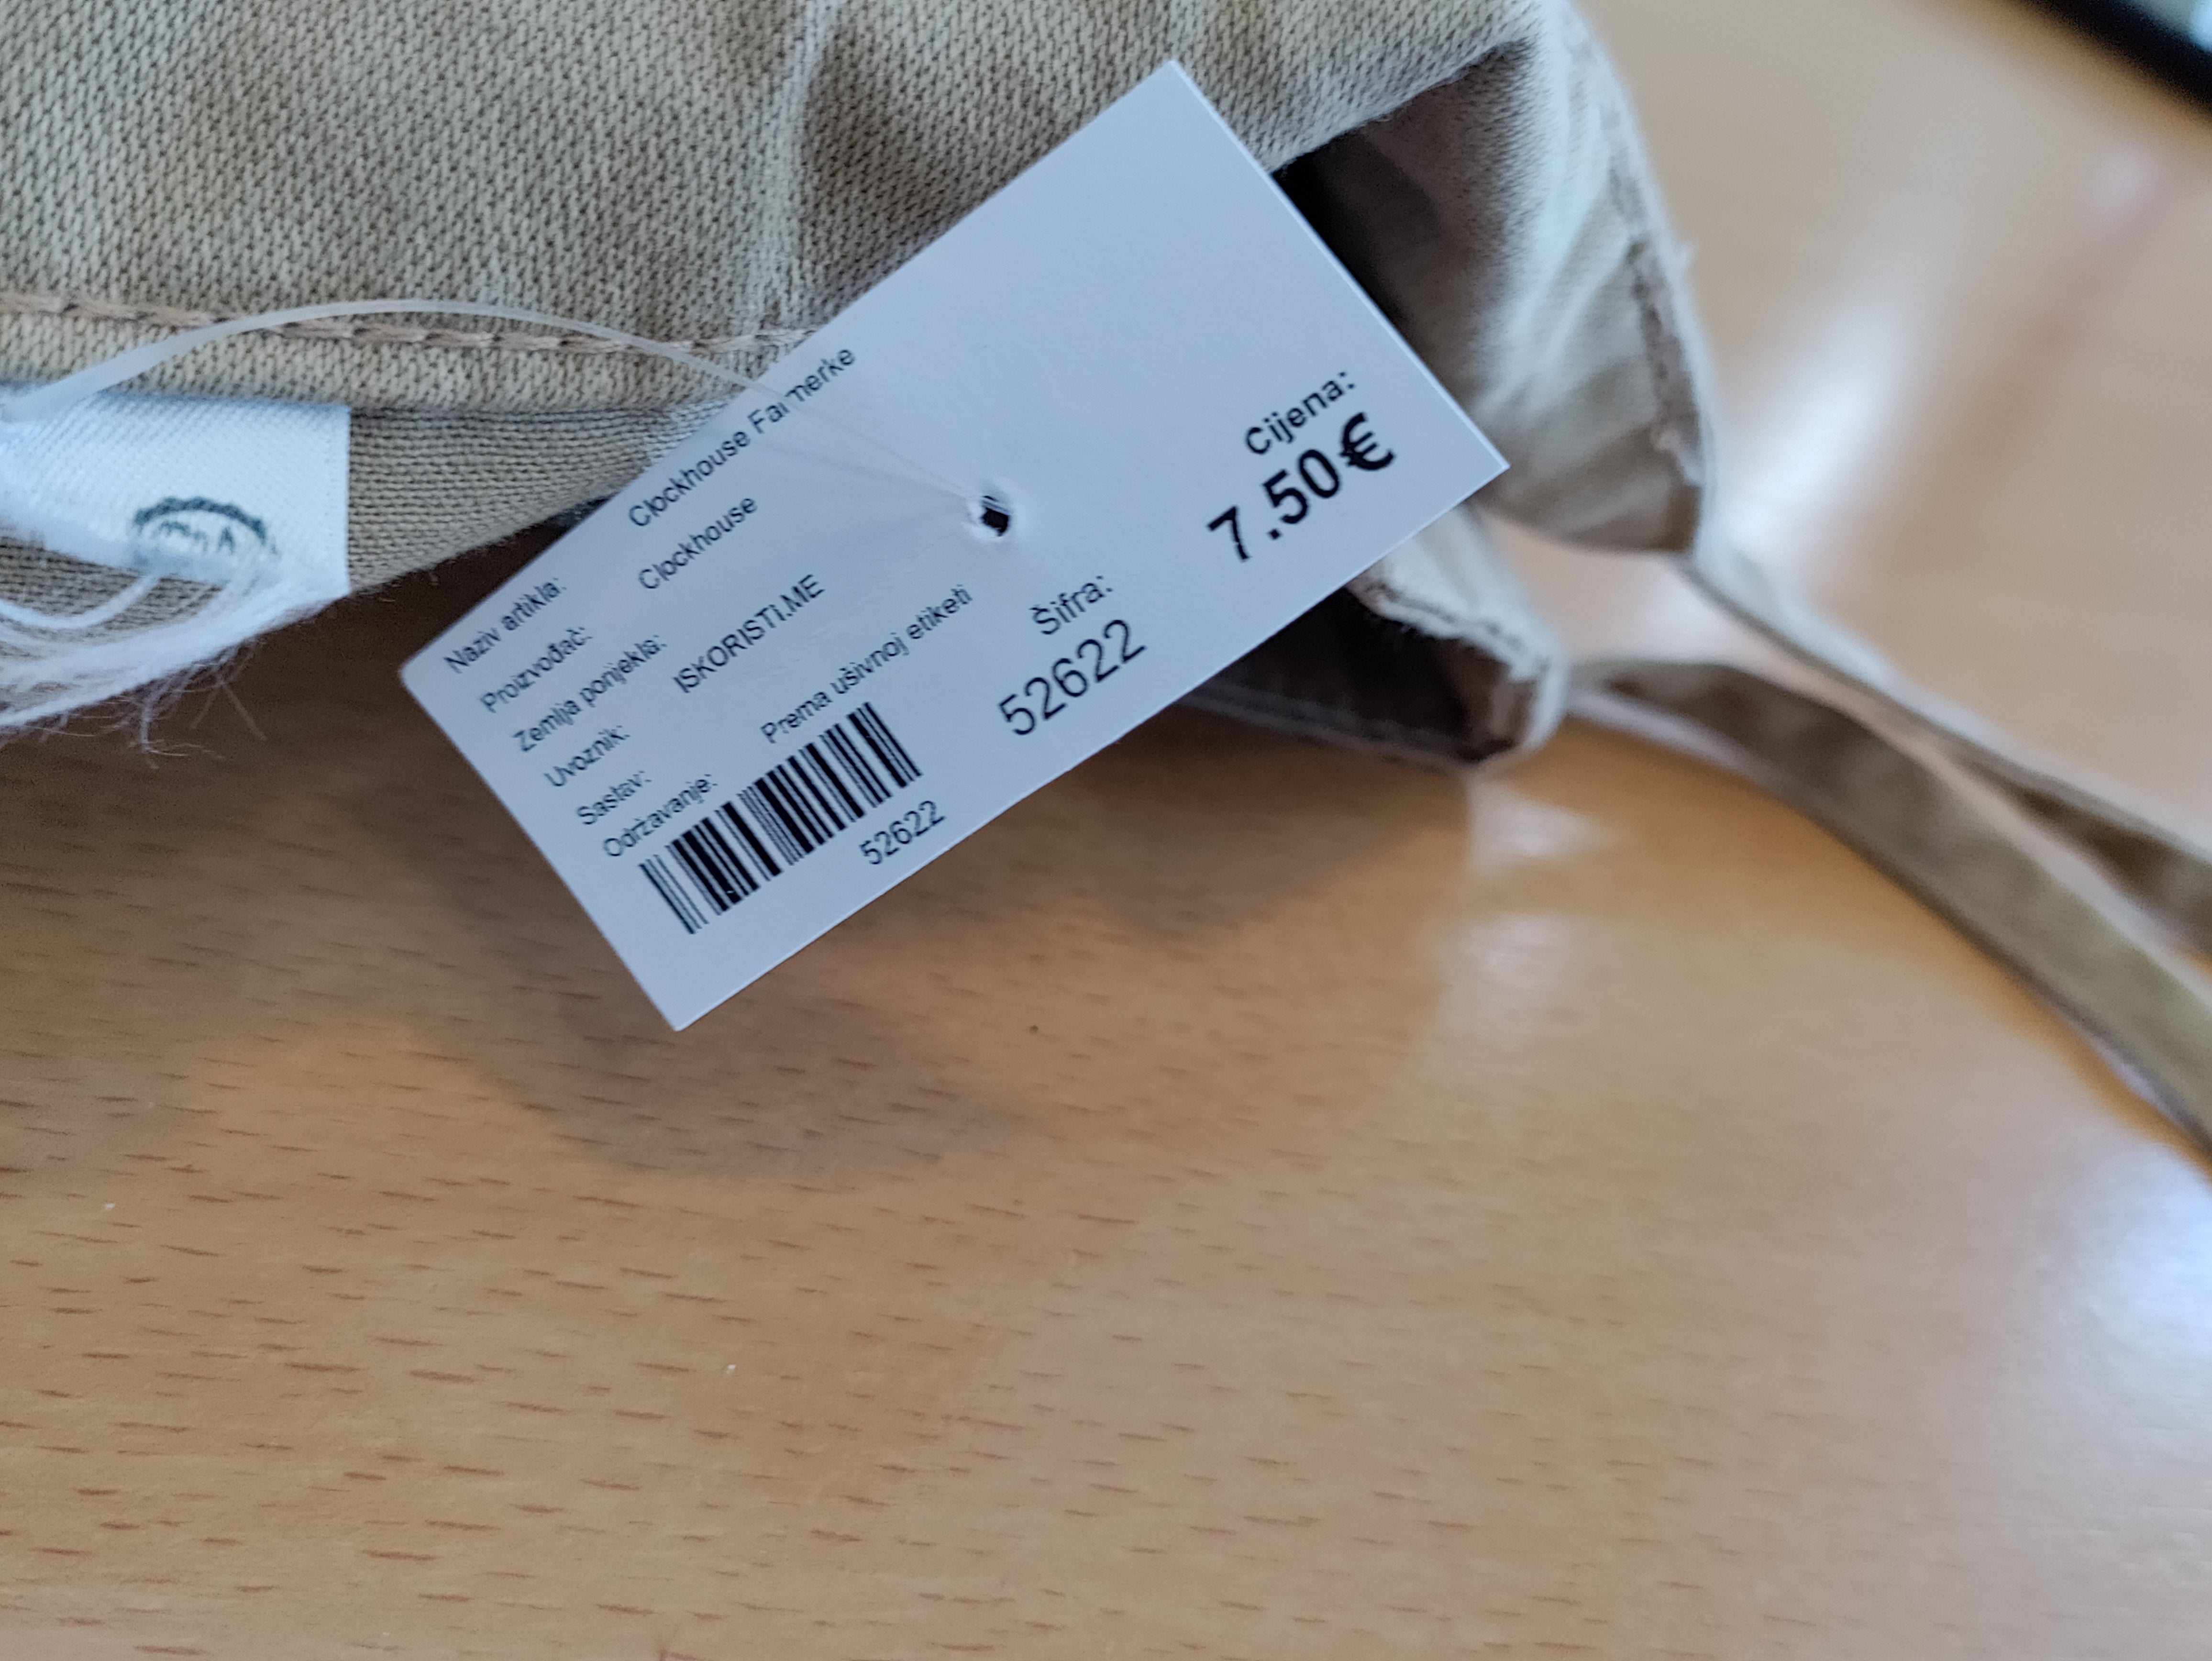 Naziv artikla: Clockhouse Farmerke
Proizvođač: Clockhouse
Zemlja porijekla:
Uvoznik: ISKORISTI.ME
Sastav:
Održavanje: Prema ušivnoj etiketi
52622
Šifra:
52622
Cijena:
7.50€